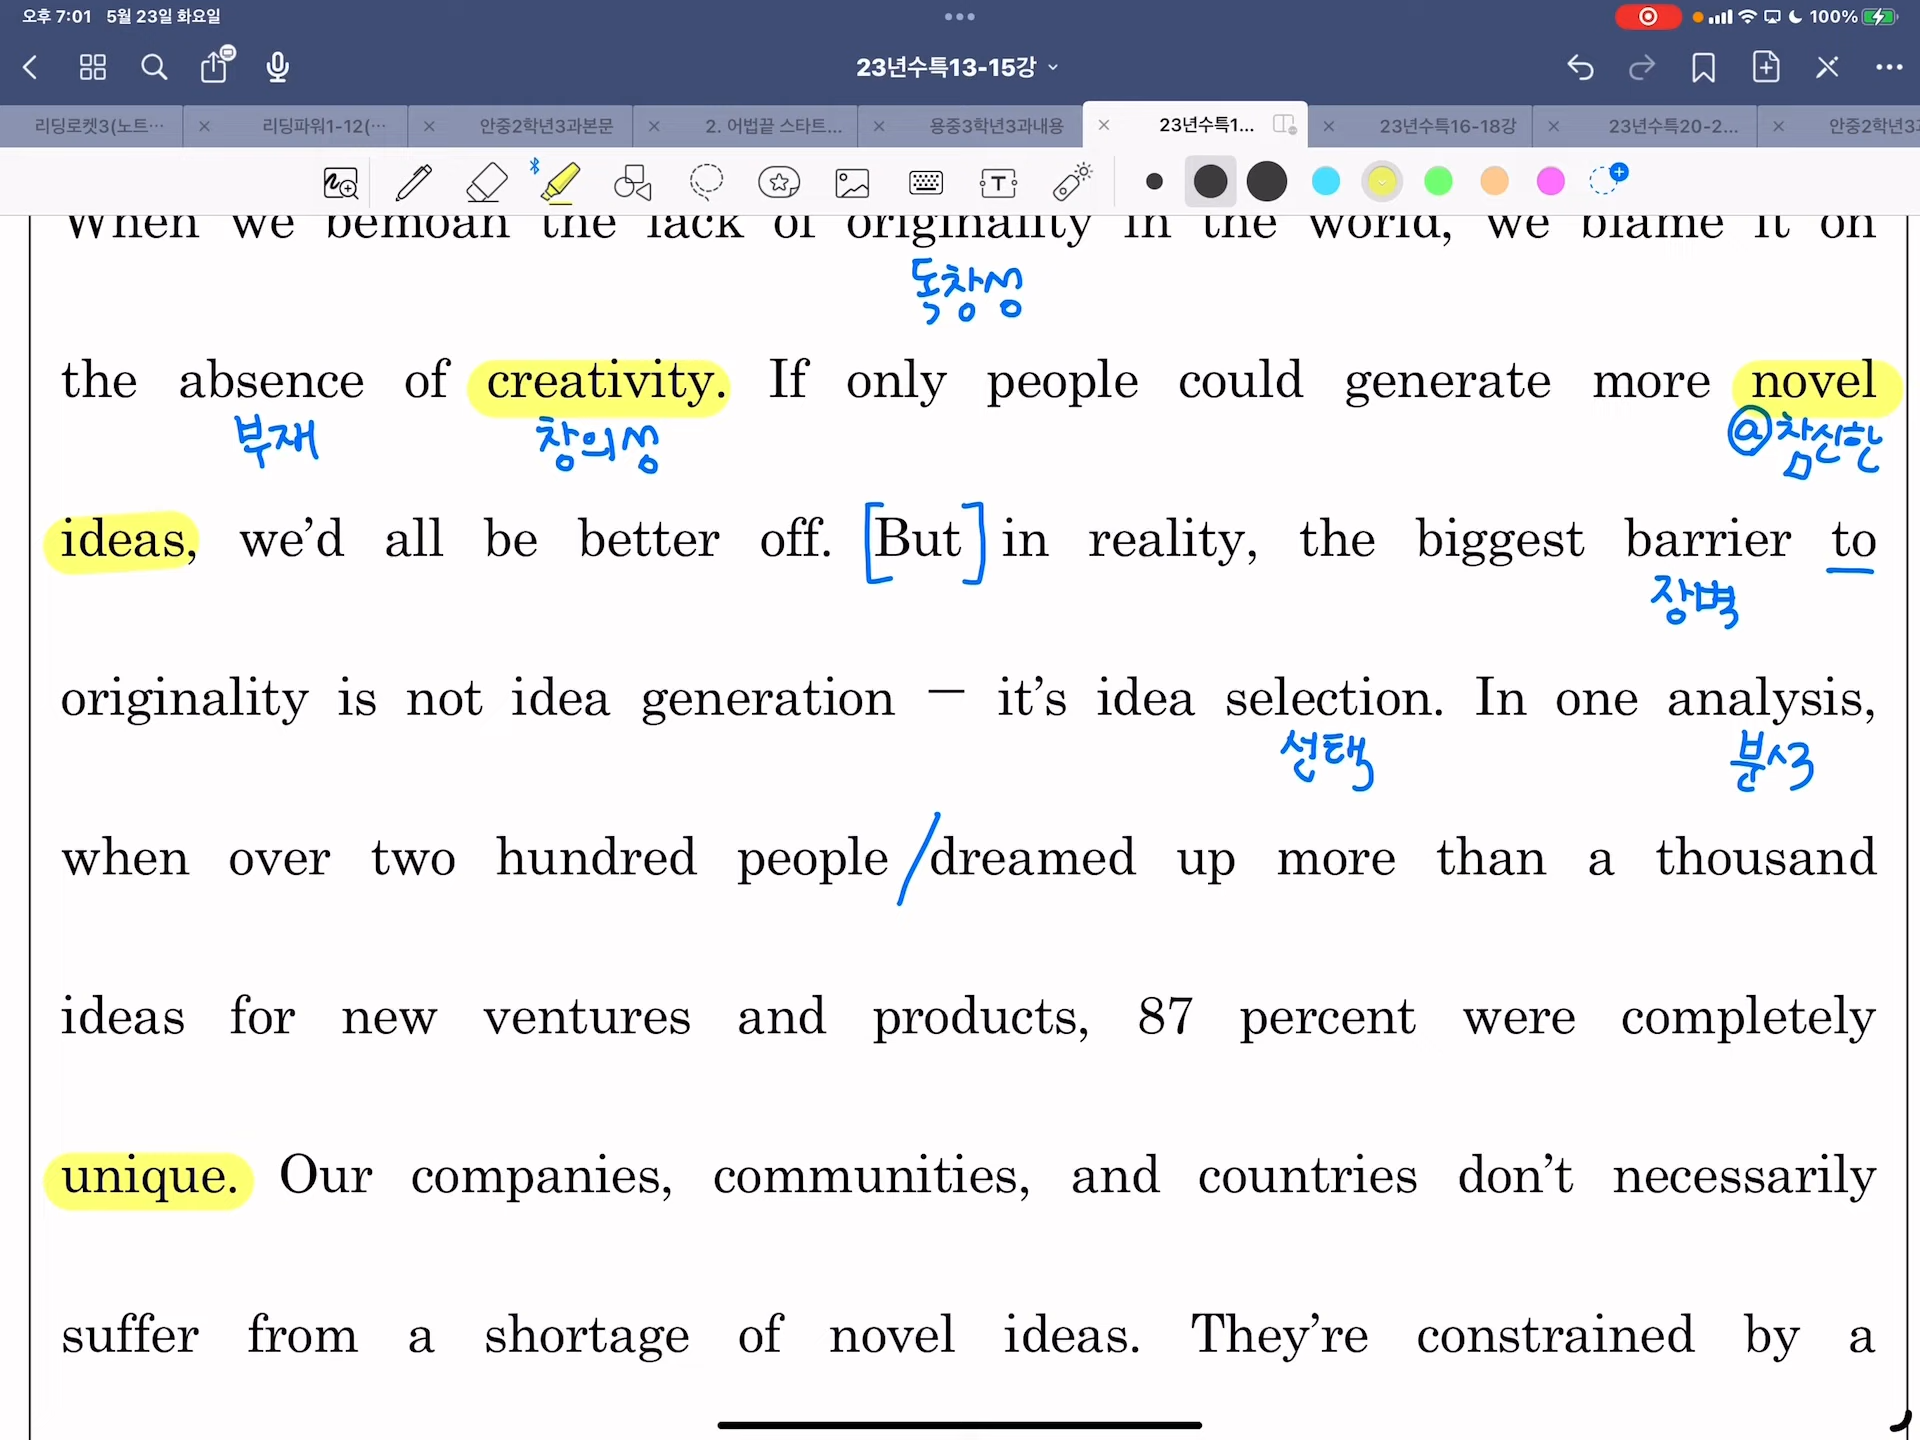 오후 7:01 5월 23일 화요일
100%
23년수특13-15강
리딩로켓3(노트…
리딩파워1-12(…
안중2학년3과본문
2. 어법끝 스타트...
용중3학년3과내용
23년수특1...
23년수특16-18강
23년수특20-2...
안중2학년3
When we bemoan the lack of originality in the world, we blame it on
독창성
the absence of creativity. If only people could generate more novel
부재 창의성 ⓐ참신한
ideas, we'd all be better off. [But] in reality, the biggest barrier to
장벽
originality is not idea generation – it's idea selection. In one analysis,
선택 분석
when over two hundred people / dreamed up more than a thousand
ideas for new ventures and products, 87 percent were completely
unique. Our companies, communities, and countries don't necessarily
suffer from a shortage of novel ideas. They're constrained by a